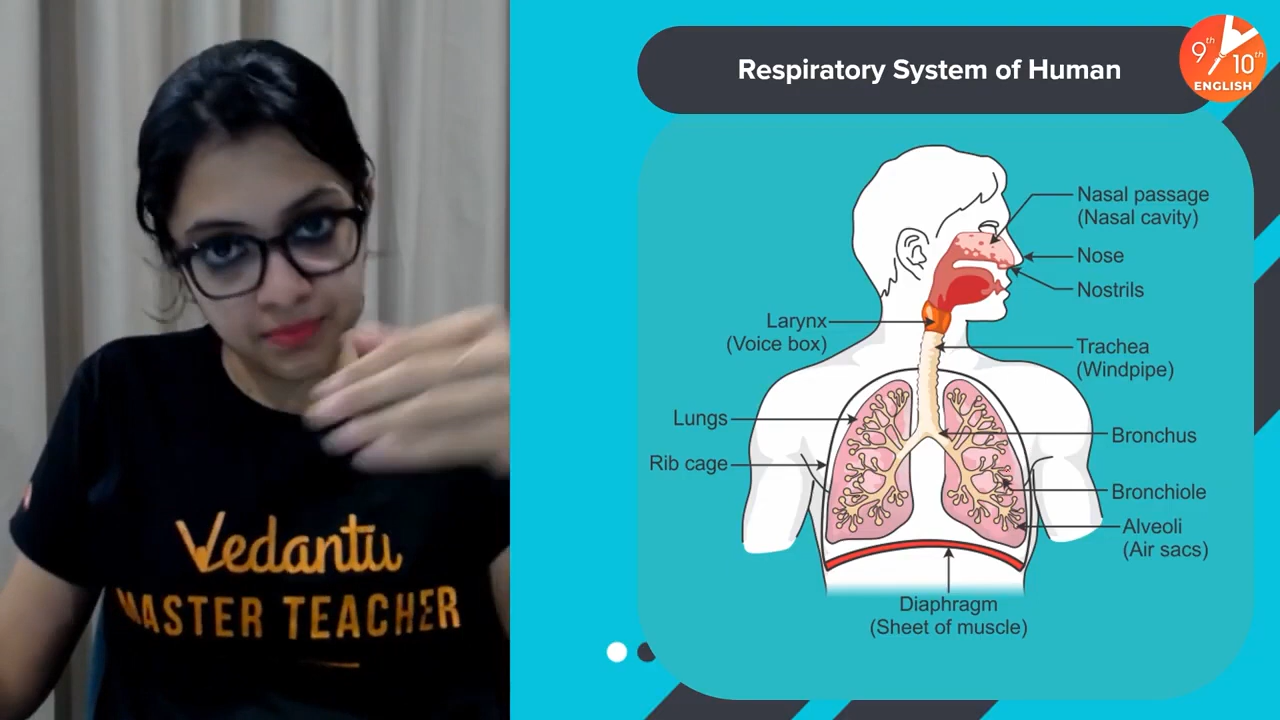 Vedantu
MASTER TEACHER
Respiratory System of Human
9th 10th
ENGLISH
Nasal passage
(Nasal cavity)
Nose
Nostrils
Larynx
(Voice box)
Trachea
(Windpipe)
Lungs
Bronchus
Rib cage
Bronchiole
Alveoli
(Air sacs)
Diaphragm
(Sheet of muscle)